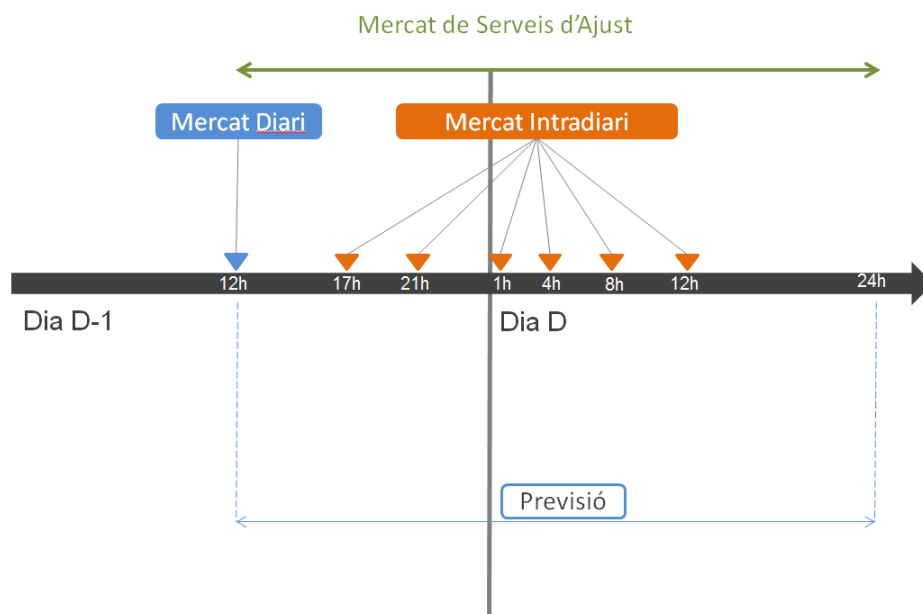 Mercat de Serveis d'Ajust
Mercat Diari
Mercat Intradiari
12h
17h
21h
1h
4h
8h
12h
24h
Dia D-1
Dia D
Previsió